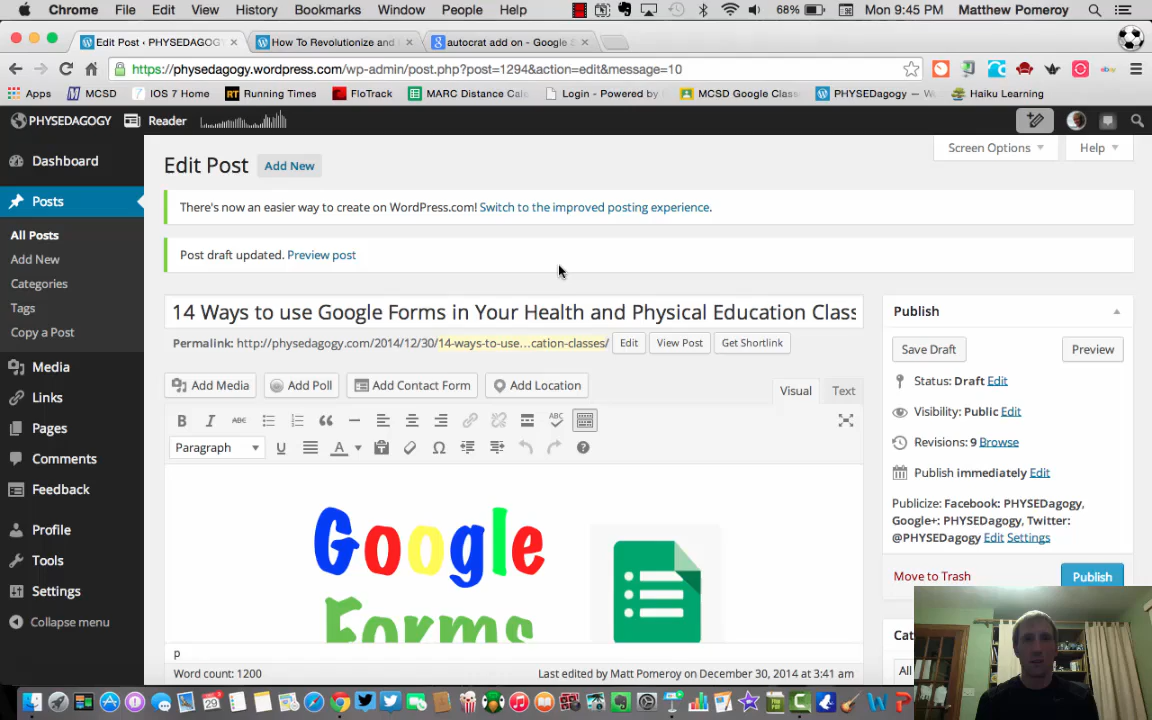 Chrome File Edit View History Bookmarks Window People Help 68% Mon 9:45 PM Matthew Pomeroy
Edit Post ‹ PHYSEDAGOG × How To Revolutionize and × autocrat add on - Google S ×
https://physedagogy.wordpress.com/wp-admin/post.php?post=1294&action=edit&message=10
Apps MCSD IOS 7 Home RT Running Times FloTrack MARC Distance Calc Login - Powered by MCSD Google Class PHYSEDagogy — W Haiku Learning
PHYSEDAGOGY Reader
Dashboard
Posts
All Posts
Add New
Categories
Tags
Copy a Post
Media
Links
Pages
Comments
Feedback
Profile
Tools
Settings
Collapse menu
Screen Options Help
Edit Post Add New
There's now an easier way to create on WordPress.com! Switch to the improved posting experience.
Post draft updated. Preview post
14 Ways to use Google Forms in Your Health and Physical Education Class
Permalink: http://physedagogy.com/2014/12/30/14-ways-to-use...cation-classes/ Edit View Post Get Shortlink
Add Media Add Poll Add Contact Form Add Location Visual Text
B I ABC ABC
Paragraph U A Ω ?
Google
Forms
p
Word count: 1200 Last edited by Matt Pomeroy on December 30, 2014 at 3:41 am
Publish
Save Draft Preview
Status: Draft Edit
Visibility: Public Edit
Revisions: 9 Browse
Publish immediately Edit
Publicize: Facebook: PHYSEDagogy,
Google+: PHYSEDagogy, Twitter:
@PHYSEDagogy Edit Settings
Move to Trash Publish
Cat
All